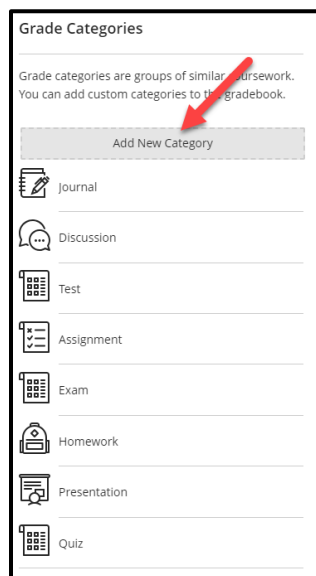 Grade Categories
Grade categories are groups of similar coursework.
You can add custom categories to the gradebook.
Add New Category
Journal
Discussion
Test
Assignment
Exam
Homework
Presentation
Quiz